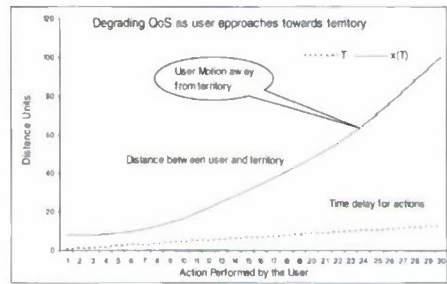 Degrading QoS as user approaches towards territory
120
100
80
60
40
20
0
T
x(T)
User Motion away
from territory
Distance between user and territory
Time delay for actions
Distance Units
1 2 3 4 5 6 7 8 9 10 11 12 13 14 15 16 17 18 19 20 21 22 23 24 25 26 27 28 29 30
Action Performed by the User